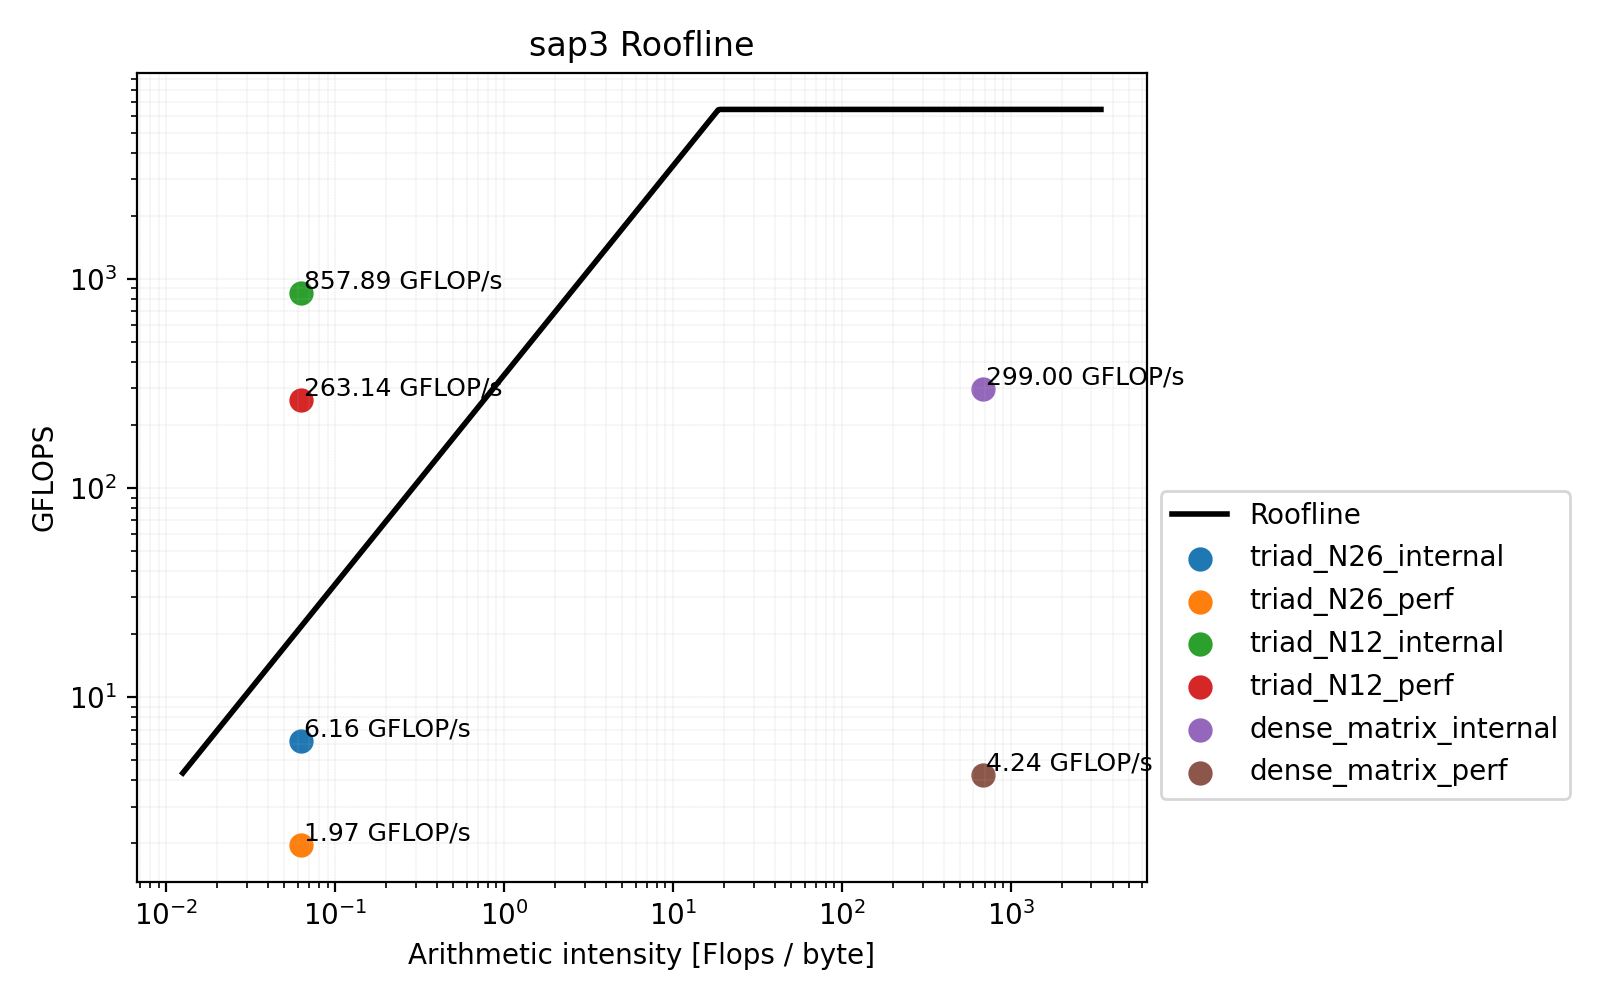 sap3 Roofline
857.89 GFLOP/s
263.14 GFLOP/s
299.00 GFLOP/s
6.16 GFLOP/s
4.24 GFLOP/s
1.97 GFLOP/s
GFLOPS
10³
10²
10¹
10⁻²
10⁻¹
10⁰
10¹
10²
10³
Arithmetic intensity [Flops / byte]
Roofline
triad_N26_internal
triad_N26_perf
triad_N12_internal
triad_N12_perf
dense_matrix_internal
dense_matrix_perf